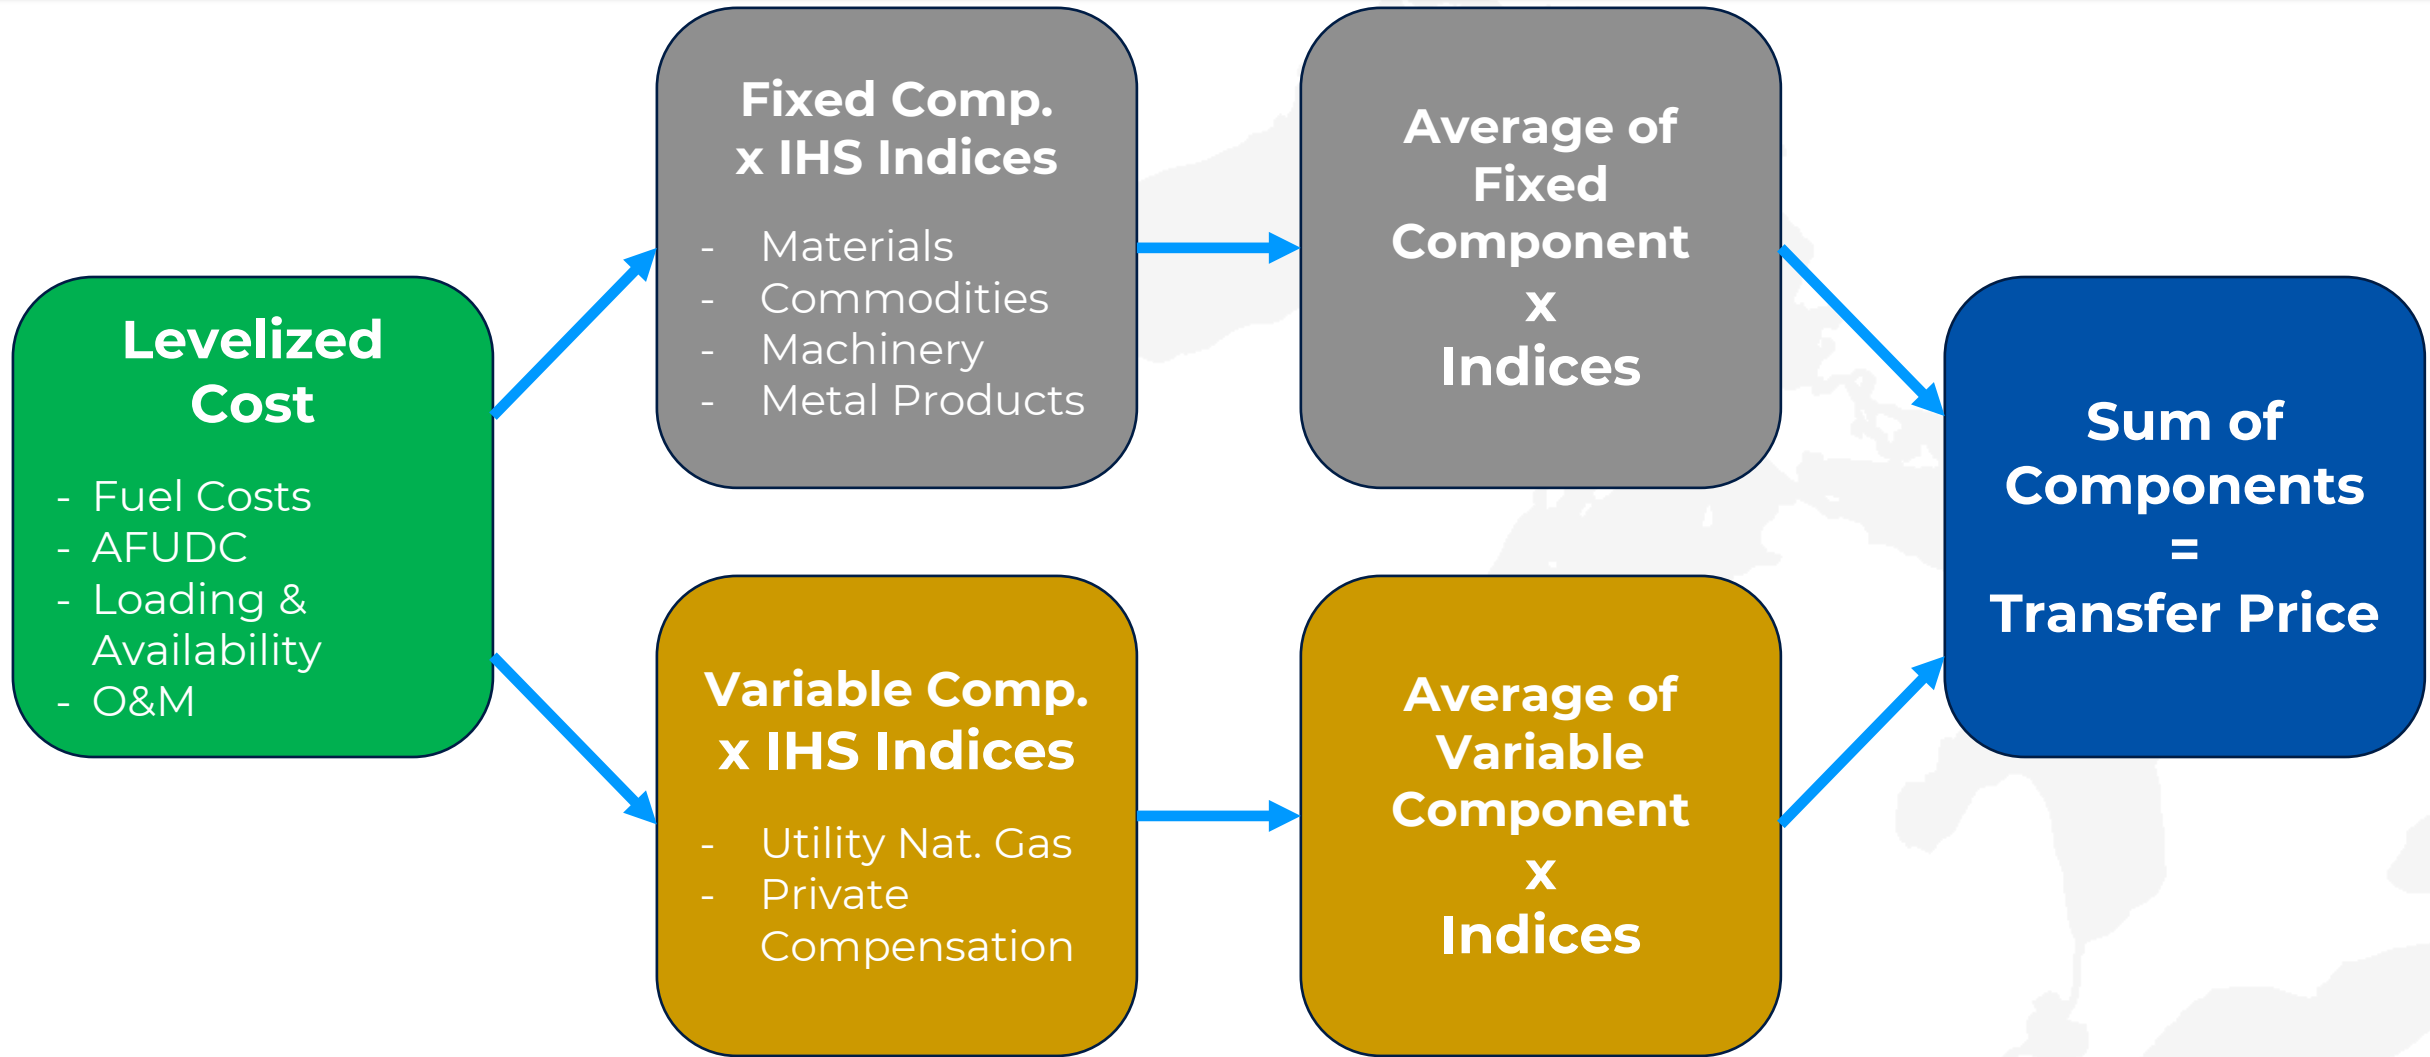 Levelized
Cost
- Fuel Costs
- AFUDC
- Loading &
Availability
- O&M
Fixed Comp.
x IHS Indices
- Materials
- Commodities
- Machinery
- Metal Products
Variable Comp.
x IHS Indices
- Utility Nat. Gas
- Private
Compensation
Average of
Fixed
Component
x
Indices
Average of
Variable
Component
x
Indices
Sum of
Components
=
Transfer Price